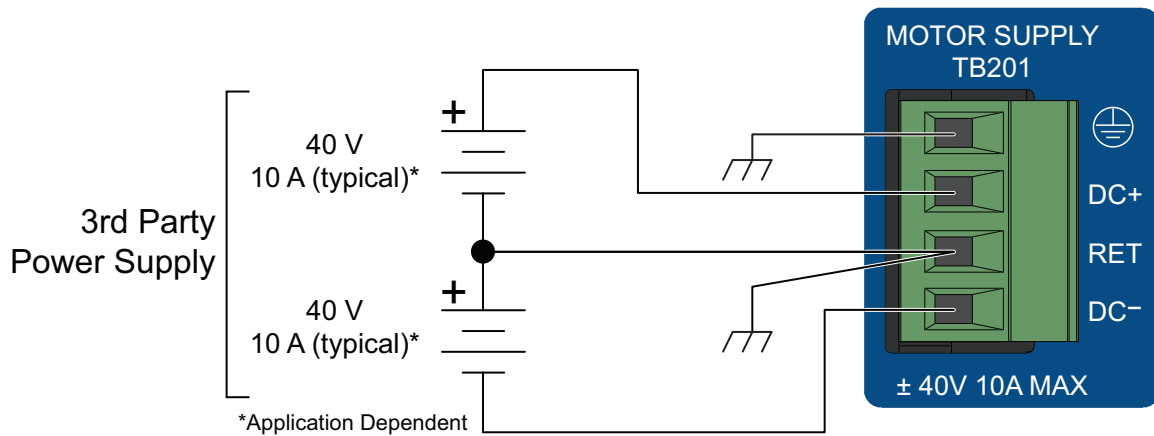 3rd Party
Power Supply
+
40 V
10 A (typical)*
+
40 V
10 A (typical)*
*Application Dependent
MOTOR SUPPLY
TB201
DC+
RET
DC−
± 40V 10A MAX